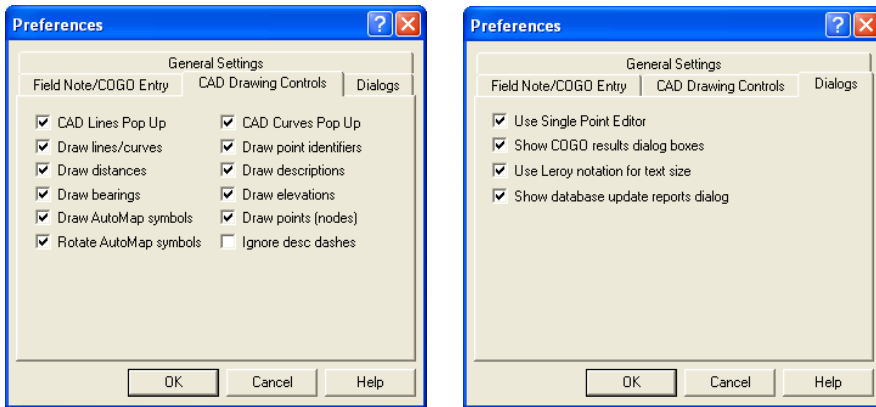 Preferences
General Settings
Field Note/COGO Entry CAD Drawing Controls Dialogs
CAD Lines Pop Up CAD Curves Pop Up
Draw lines/curves Draw point identifiers
Draw distances Draw descriptions
Draw bearings Draw elevations
Draw AutoMap symbols Draw points (nodes)
Rotate AutoMap symbols Ignore desc dashes
OK Cancel Help
Preferences
General Settings
Field Note/COGO Entry CAD Drawing Controls Dialogs
Use Single Point Editor
Show COGO results dialog boxes
Use Leroy notation for text size
Show database update reports dialog
OK Cancel Help